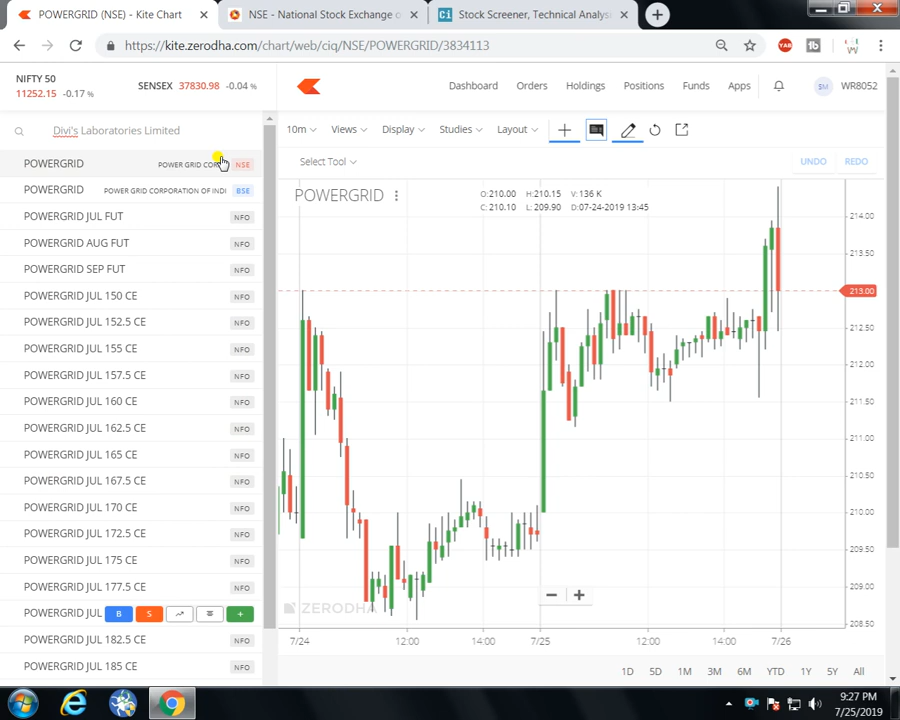 POWERGRID (NSE) - Kite Chart
NSE - National Stock Exchange o
Stock Screener, Technical Analysi
https://kite.zerodha.com/chart/web/ciq/NSE/POWERGRID/3834113
YAB
NIFTY 50
11252.15 -0.17 %
SENSEX 37830.98 -0.04 %
Dashboard Orders Holdings Positions Funds Apps
SM WR8052
Divi's Laboratories Limited
10m Views Display Studies Layout
Select Tool
UNDO REDO
POWERGRID POWER GRID COR NSE
POWERGRID POWER GRID CORPORATION OF INDI BSE
POWERGRID JUL FUT NFO
POWERGRID AUG FUT NFO
POWERGRID SEP FUT NFO
POWERGRID JUL 150 CE NFO
POWERGRID JUL 152.5 CE NFO
POWERGRID JUL 155 CE NFO
POWERGRID JUL 157.5 CE NFO
POWERGRID JUL 160 CE NFO
POWERGRID JUL 162.5 CE NFO
POWERGRID JUL 165 CE NFO
POWERGRID JUL 167.5 CE NFO
POWERGRID JUL 170 CE NFO
POWERGRID JUL 172.5 CE NFO
POWERGRID JUL 175 CE NFO
POWERGRID JUL 177.5 CE NFO
POWERGRID JUL B S
POWERGRID JUL 182.5 CE NFO
POWERGRID JUL 185 CE NFO
POWERGRID
O: 210.00 H: 210.15 V: 136 K
C: 210.10 L: 209.90 D: 07-24-2019 13:45
214.00
213.50
213.00
212.50
212.00
211.50
211.00
210.50
210.00
209.50
209.00
208.50
ZERODHA
7/24 12:00 14:00 7/25 12:00 14:00 7/26
1D 5D 1M 3M 6M YTD 1Y 5Y All
9:27 PM
7/25/2019